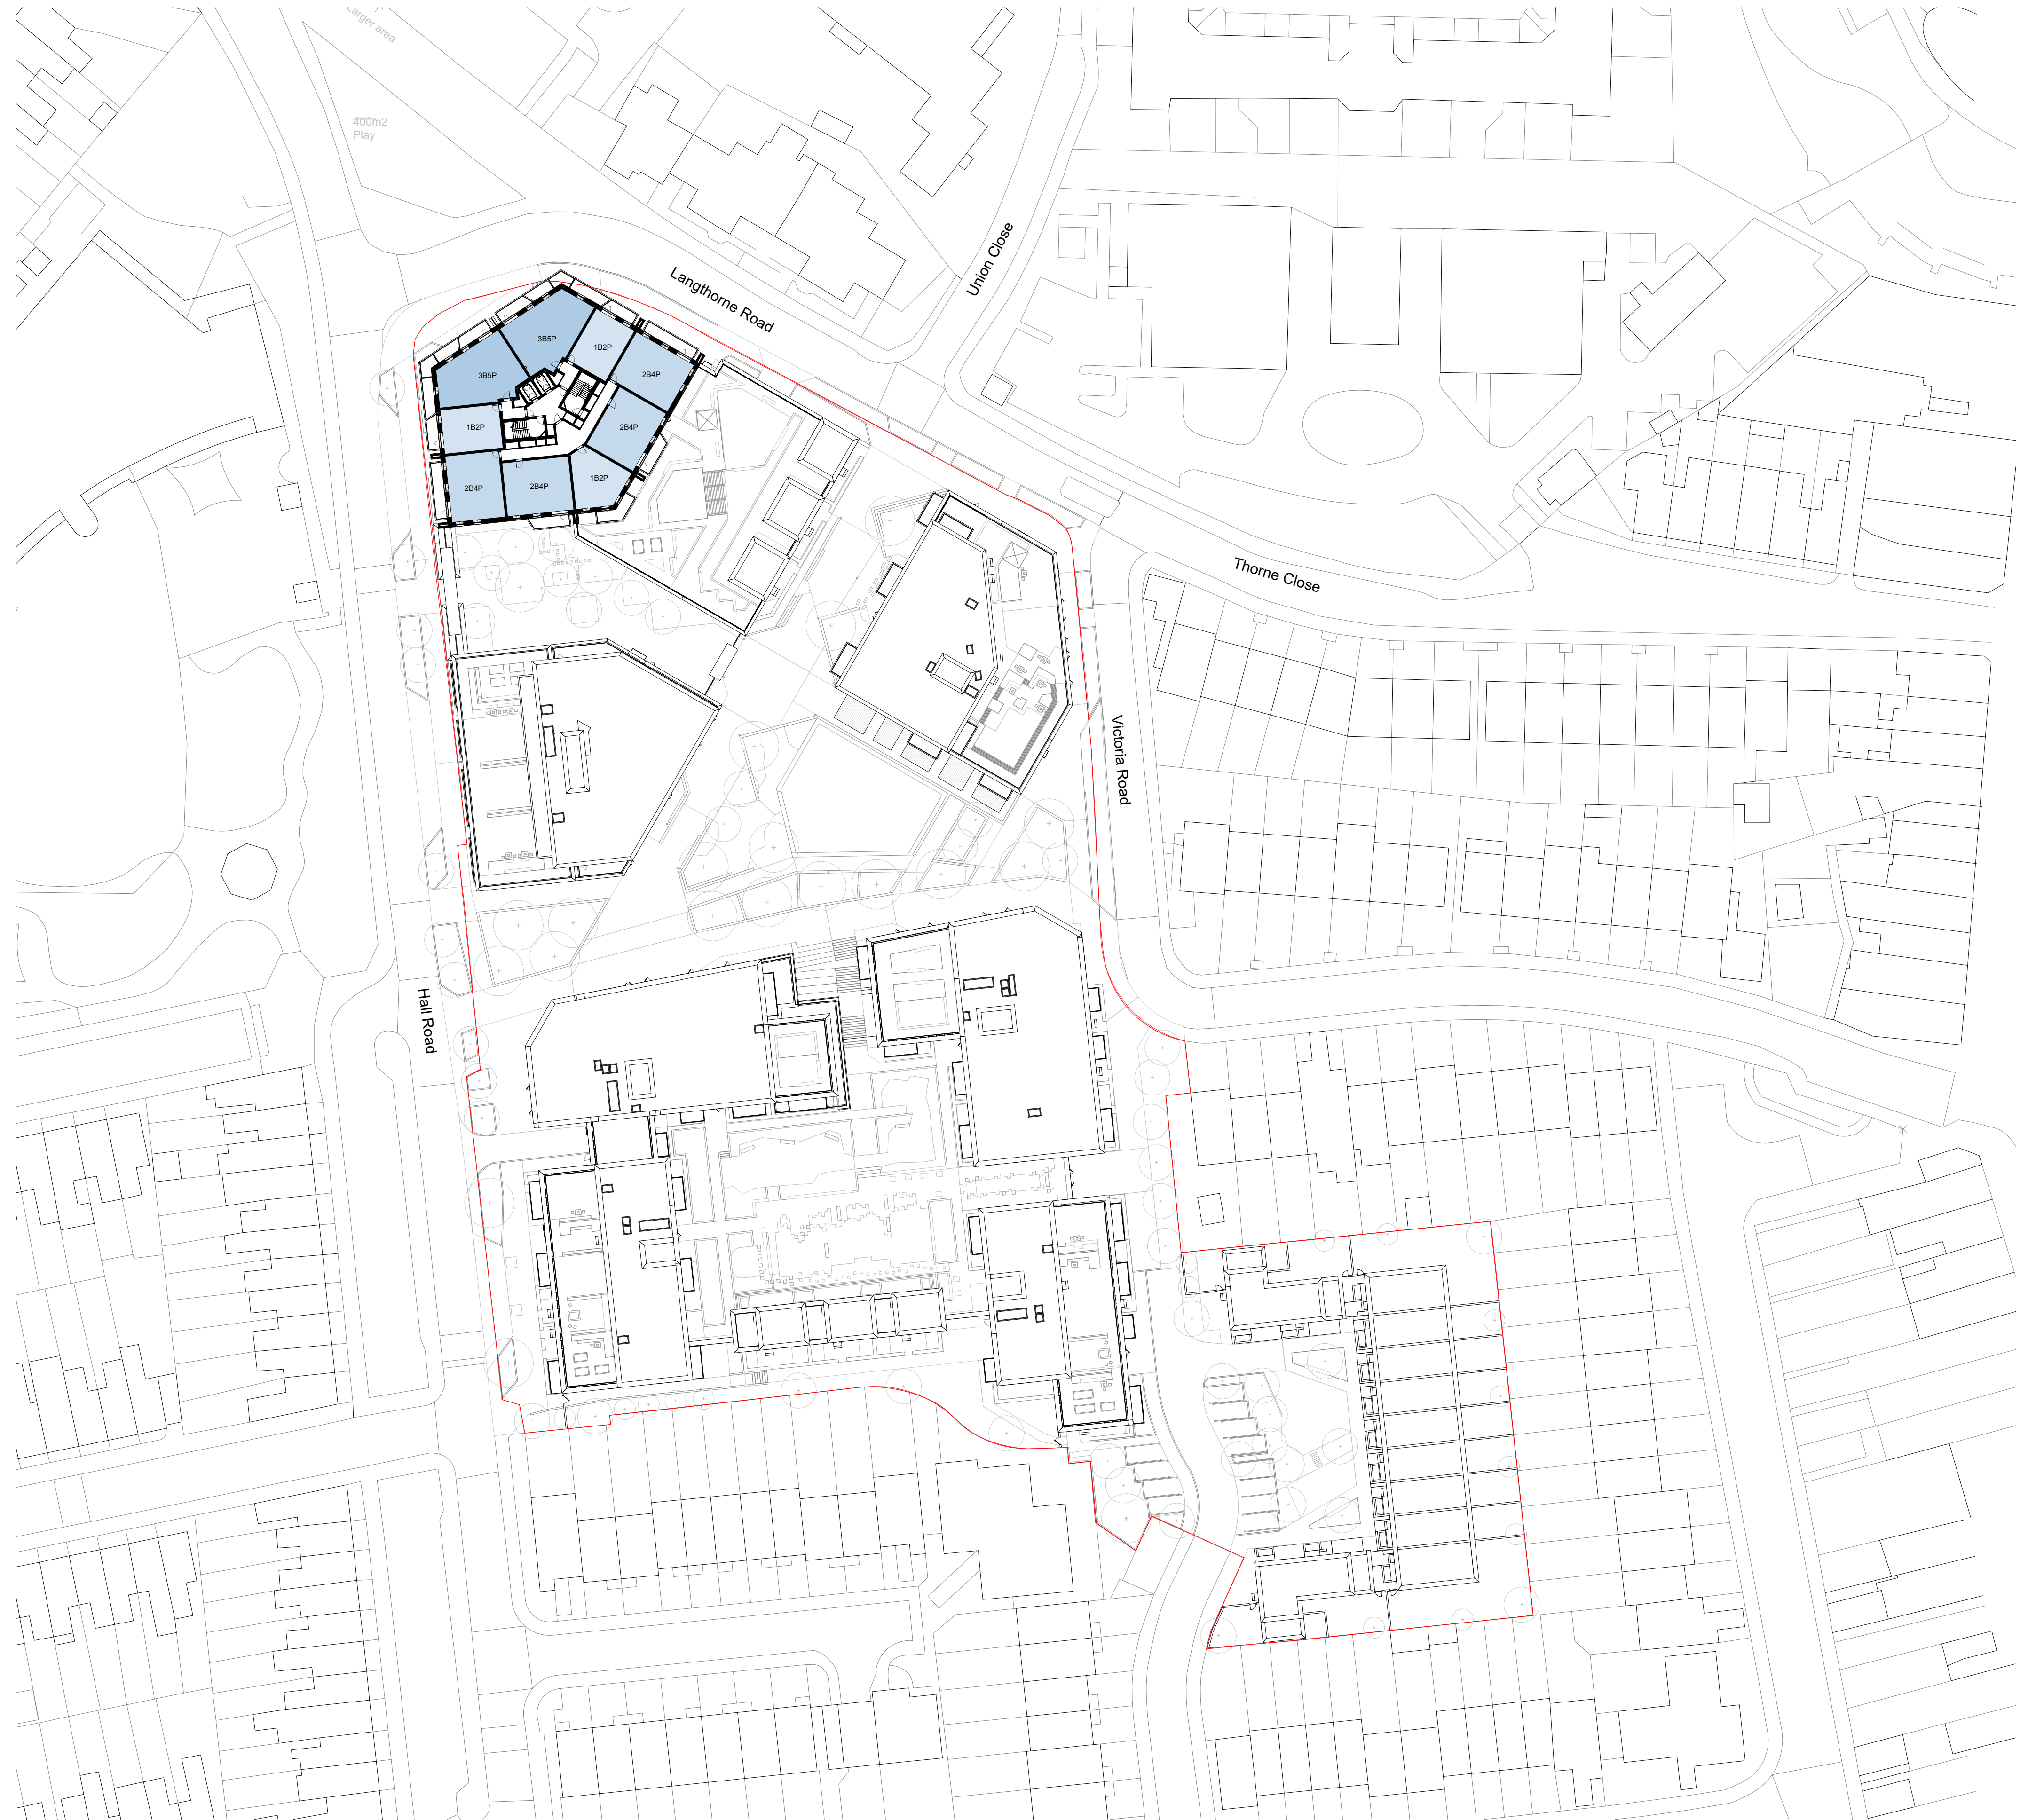 Larger area
400m2
Play
Union Close
Langthorne Road
3B5P
1B2P
3B5P
2B4P
1B2P
2B4P
2B4P
2B4P
1B2P
Thorne Close
Victoria Road
Hall Road